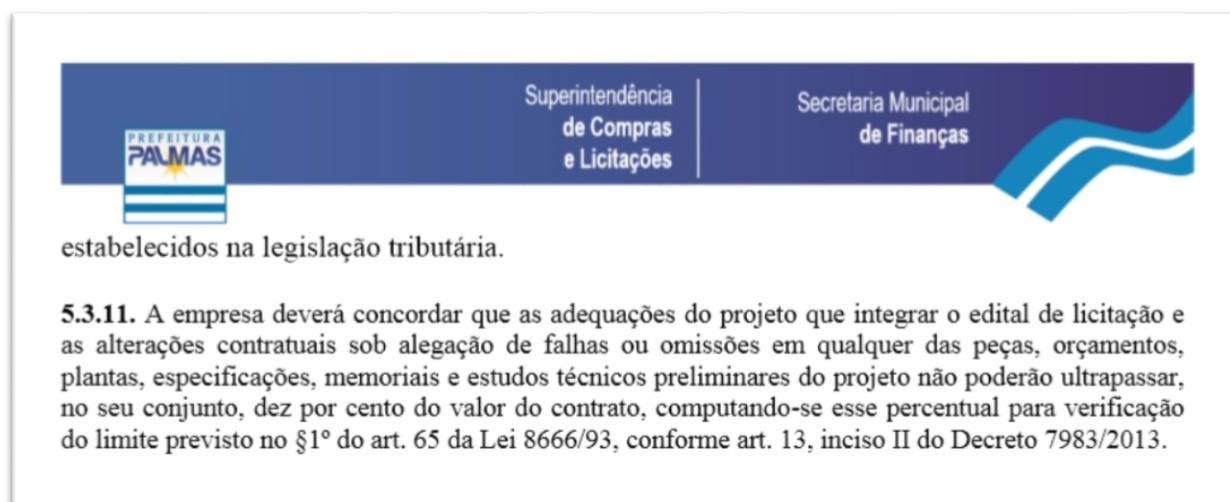 Superintendência
de Compras
e Licitações
Secretaria Municipal
de Finanças
PREFEITURA
PALMAS
estabelecidos na legislação tributária.
5.3.11. A empresa deverá concordar que as adequações do projeto que integrar o edital de licitação e
as alterações contratuais sob alegação de falhas ou omissões em qualquer das peças, orçamentos,
plantas, especificações, memoriais e estudos técnicos preliminares do projeto não poderão ultrapassar,
no seu conjunto, dez por cento do valor do contrato, computando-se esse percentual para verificação
do limite previsto no §1º do art. 65 da Lei 8666/93, conforme art. 13, inciso II do Decreto 7983/2013.